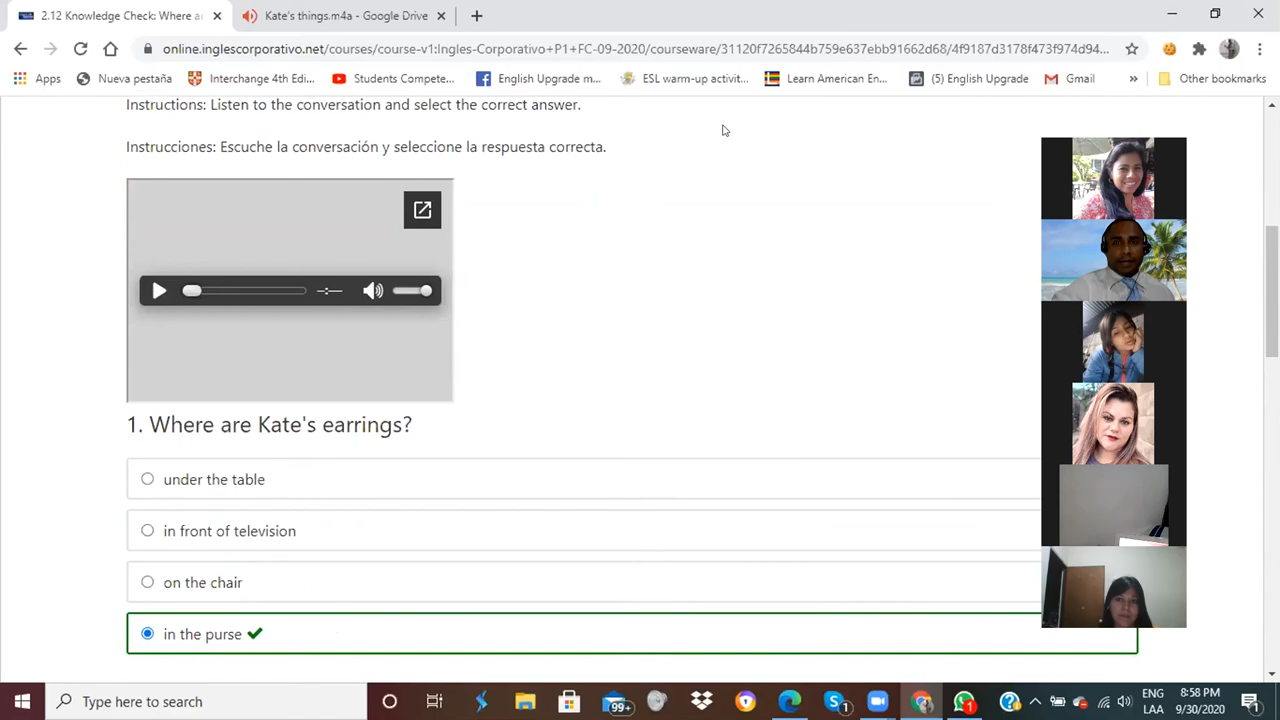 2.12 Knowledge Check: Where a
Kate's things.m4a - Google Drive
online.inglescorporativo.net/courses/course-v1:Ingles-Corporativo+P1+FC-09-2020/courseware/31120f7265844b759e637ebb91662d68/4f9187d3178f473f974d94...
Apps
Nueva pestaña
Interchange 4th Edi...
Students Compete...
English Upgrade m...
ESL warm-up activit...
Learn American En...
(5) English Upgrade
Gmail
»
Other bookmarks
Instructions: Listen to the conversation and select the correct answer.
Instrucciones: Escuche la conversación y seleccione la respuesta correcta.
1. Where are Kate's earrings?
under the table
in front of television
on the chair
in the purse
Type here to search
99+
1
1
ENG
LAA
8:58 PM
9/30/2020
1